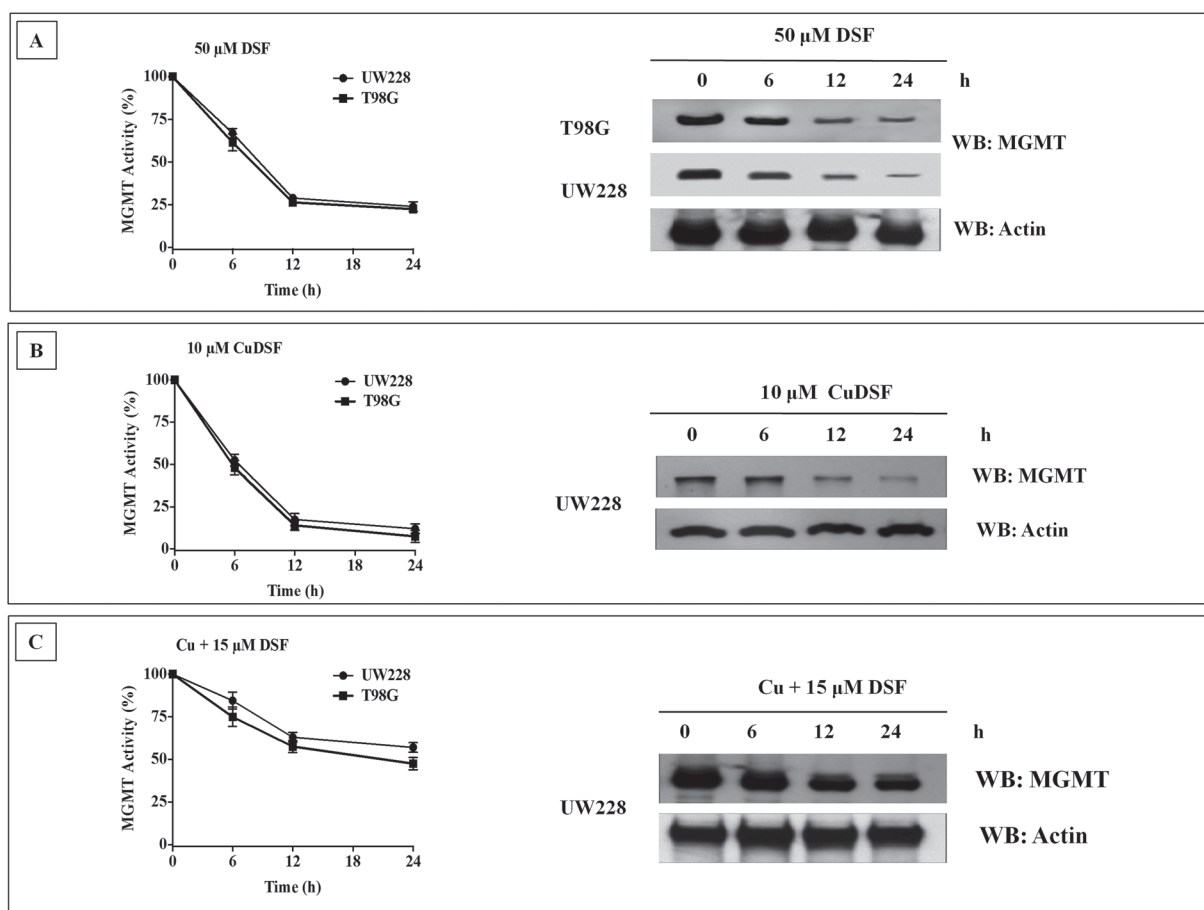 A
50 µM DSF
UW228
T98G
MGMT Activity (%)
100
75
50
25
0
0 6 12 18 24
Time (h)
50 µM DSF
0 6 12 24 h
T98G
WB: MGMT
UW228
WB: Actin
B
10 µM CuDSF
UW228
T98G
MGMT Activity (%)
100
75
50
25
0
0 6 12 18 24
Time (h)
10 µM CuDSF
0 6 12 24 h
WB: MGMT
UW228
WB: Actin
C
Cu + 15 µM DSF
UW228
T98G
MGMT Activity (%)
100
75
50
25
0
0 6 12 18 24
Time (h)
Cu + 15 µM DSF
0 6 12 24 h
WB: MGMT
UW228
WB: Actin